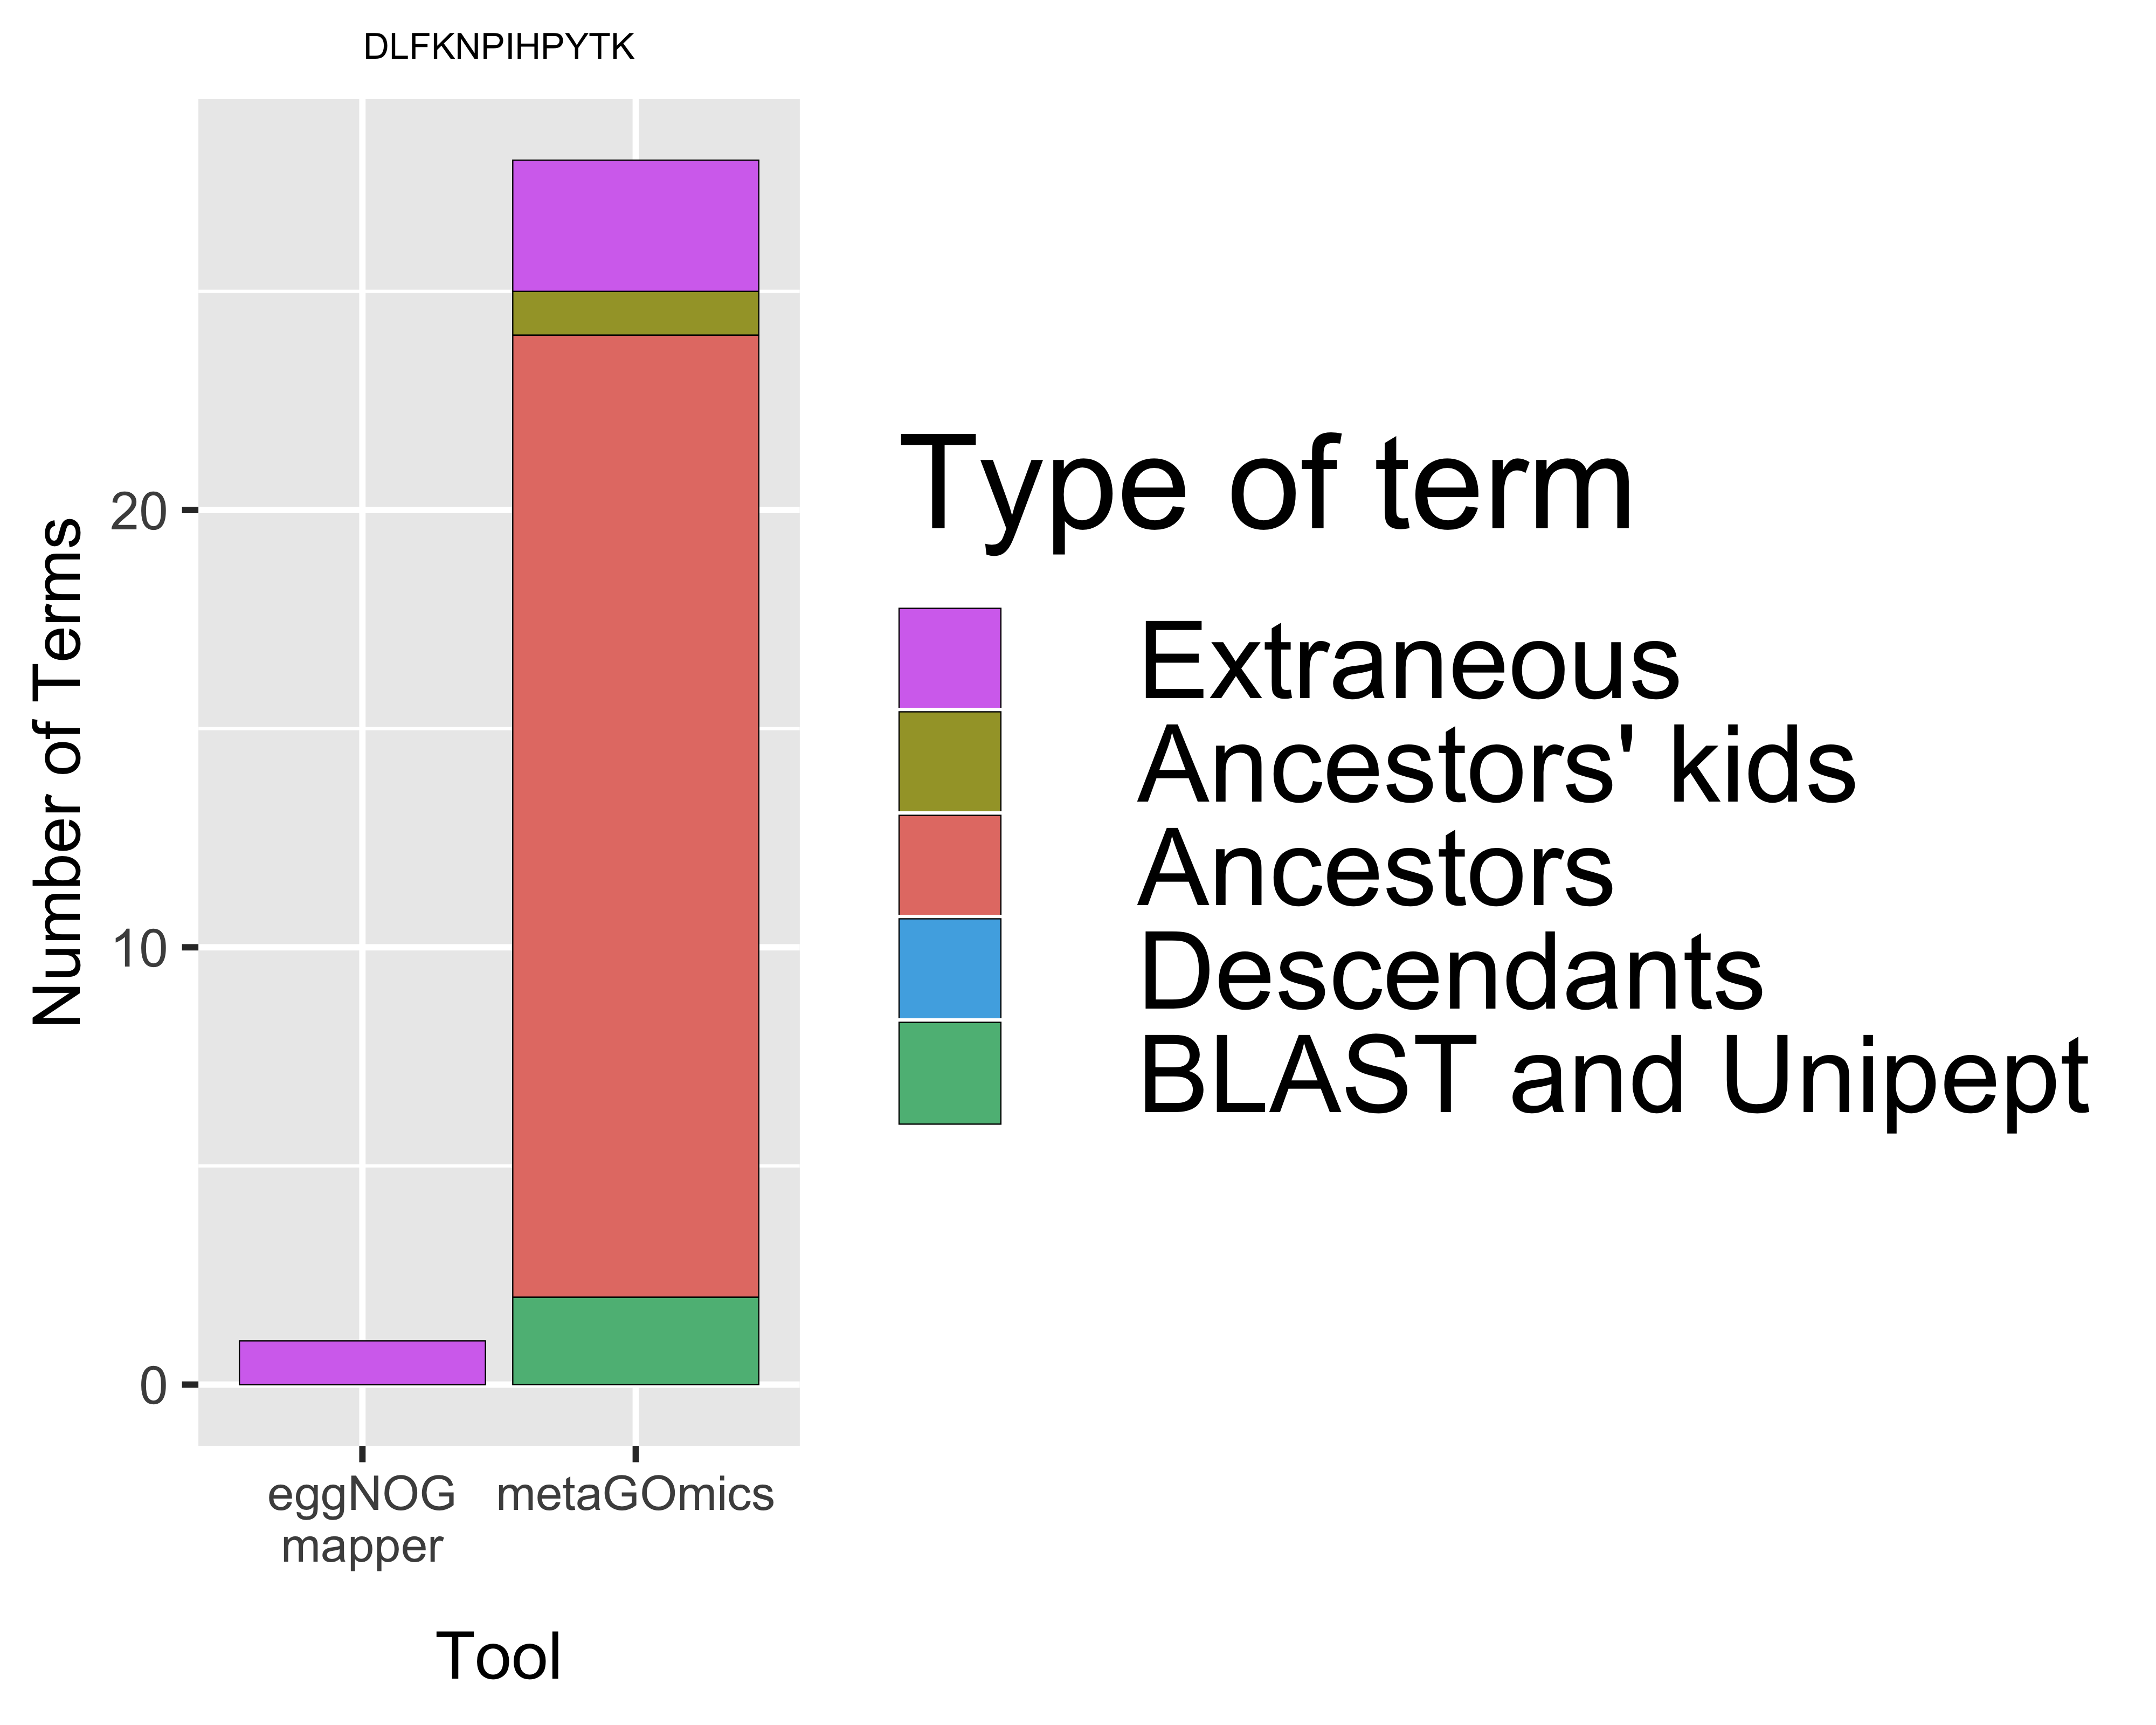 DLFKNPIHPYTK
Number of Terms
20
10
0
eggNOG
mapper
metaGOmics
Tool
Type of term
Extraneous
Ancestors' kids
Ancestors
Descendants
BLAST and Unipept